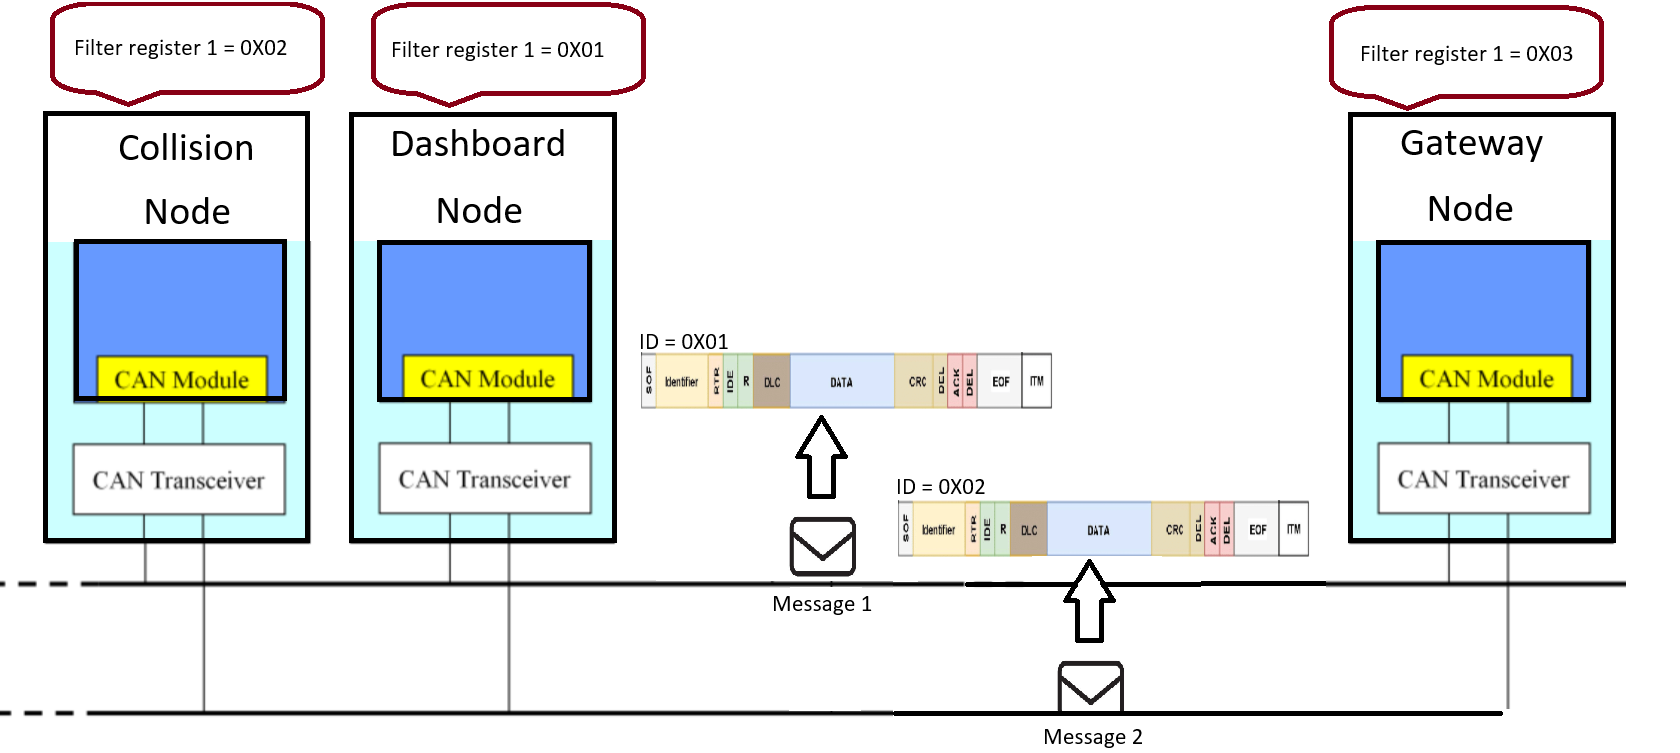 Filter register 1 = 0X02
Filter register 1 = 0X01
Filter register 1 = 0X03
Collision
Node
CAN Module
CAN Transceiver
Dashboard
Node
CAN Module
CAN Transceiver
Gateway
Node
CAN Module
CAN Transceiver
ID = 0X01
SOF Identifier RTR IDE R DLC DATA CRC DEL ACK DEL EOF ITM
Message 1
ID = 0X02
SOF Identifier RTR IDE R DLC DATA CRC DEL ACK DEL EOF ITM
Message 2